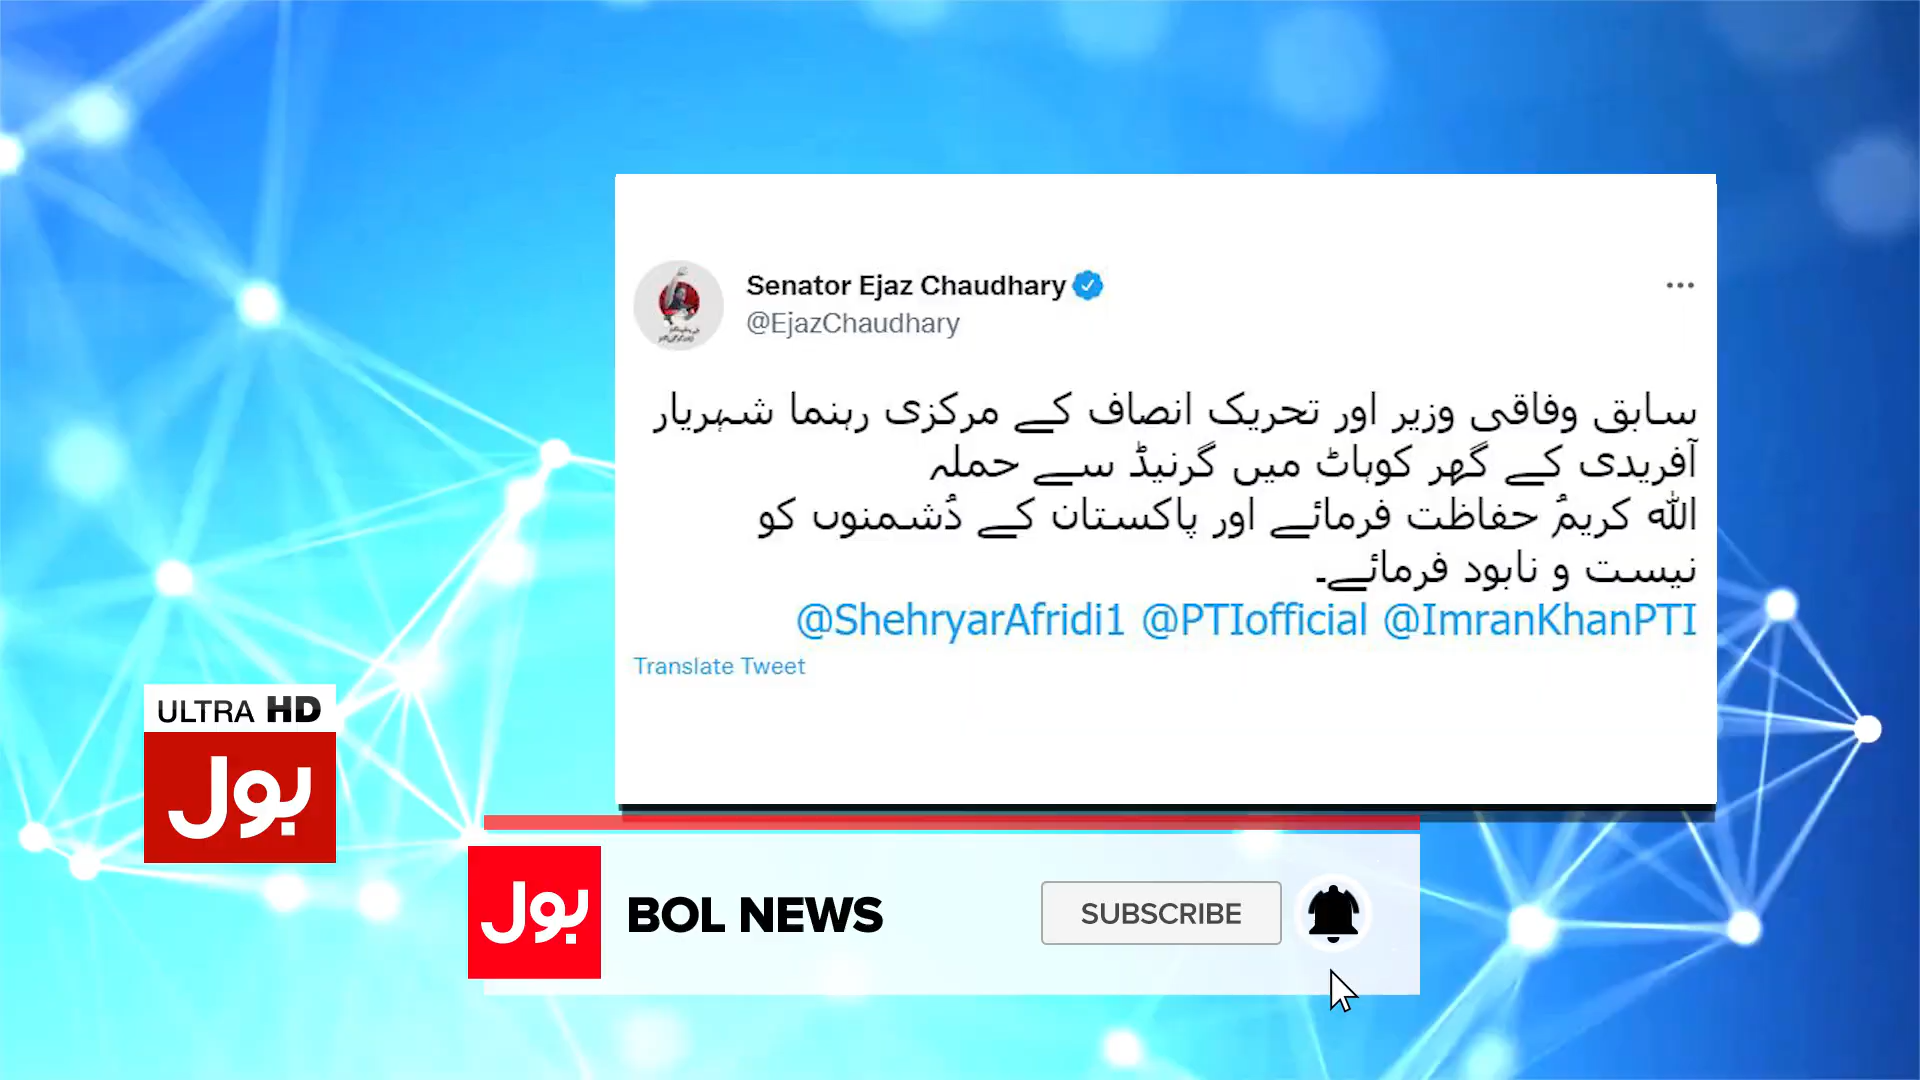 Senator Ejaz Chaudhary
@EjazChaudhary
سابق وفاقی وزیر اور تحریک انصاف کے مرکزی رہنما شہریار
آفریدی کے گھر کوہاٹ میں گرنیڈ سے حملہ
اللہ کریمُ حفاظت فرمائے اور پاکستان کے دُشمنوں کو
نیست و نابود فرمائے۔
@ShehryarAfridi1 @PTIofficial @ImranKhanPTI
Translate Tweet
ULTRA HD
بول
بول
BOL NEWS
SUBSCRIBE